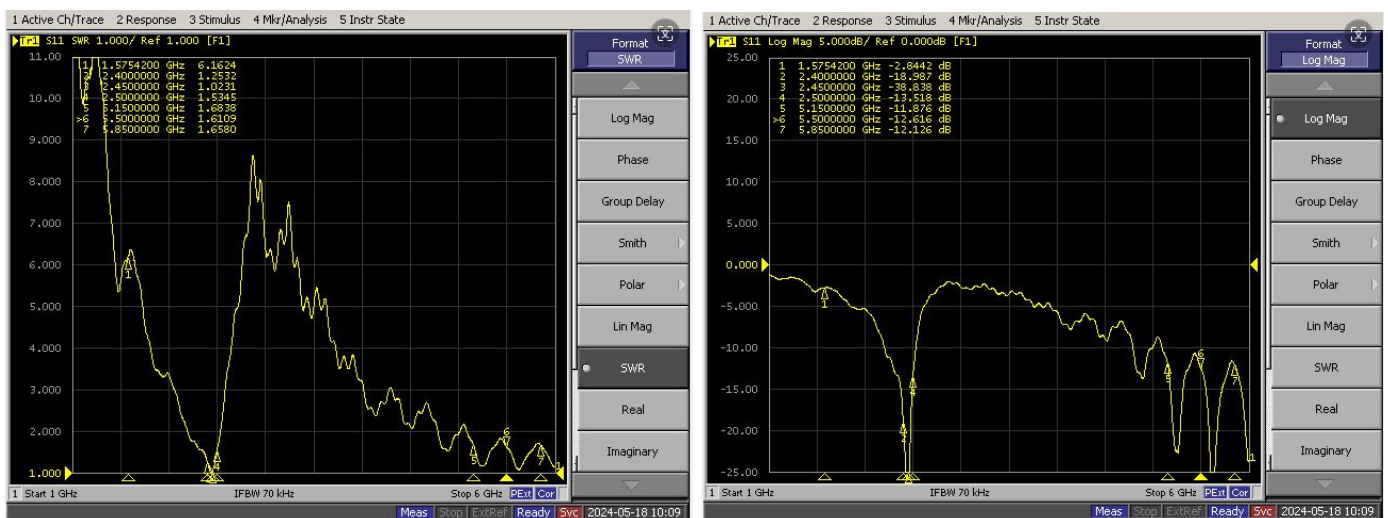 1 Active Ch/Trace 2 Response 3 Stimulus 4 Mkr/Analysis 5 Instr State
Tr1 S11 SWR 1.000/ Ref 1.000 [F1]
11.00
10.00
9.000
8.000
7.000
6.000
5.000
4.000
3.000
2.000
1.000
1 1.5754200 GHz 6.1624
2 2.4000000 GHz 1.2532
3 2.4500000 GHz 1.0231
4 2.5000000 GHz 1.5345
5 5.1500000 GHz 1.6838
>6 5.5000000 GHz 1.6109
7 5.8500000 GHz 1.6580
1
4
5
6
7
1
Format
SWR
Log Mag
Phase
Group Delay
Smith
Polar
Lin Mag
SWR
Real
Imaginary
1 Start 1 GHz
IFBW 70 kHz
Stop 6 GHz PExt Cor
Meas Stop ExtRef Ready Svc 2024-05-18 10:09
1 Active Ch/Trace 2 Response 3 Stimulus 4 Mkr/Analysis 5 Instr State
Tr1 S11 Log Mag 5.000dB/ Ref 0.000dB [F1]
25.00
20.00
15.00
10.00
5.000
0.000
-5.000
-10.00
-15.00
-20.00
-25.00
1 1.5754200 GHz -2.8442 dB
2 2.4000000 GHz -18.987 dB
3 2.4500000 GHz -38.838 dB
4 2.5000000 GHz -13.518 dB
5 5.1500000 GHz -11.876 dB
>6 5.5000000 GHz -12.616 dB
7 5.8500000 GHz -12.126 dB
1
2
4
5
6
7
1
Format
Log Mag
Log Mag
Phase
Group Delay
Smith
Polar
Lin Mag
SWR
Real
Imaginary
1 Start 1 GHz
IFBW 70 kHz
Stop 6 GHz PExt Cor
Meas Stop ExtRef Ready Svc 2024-05-18 10:09